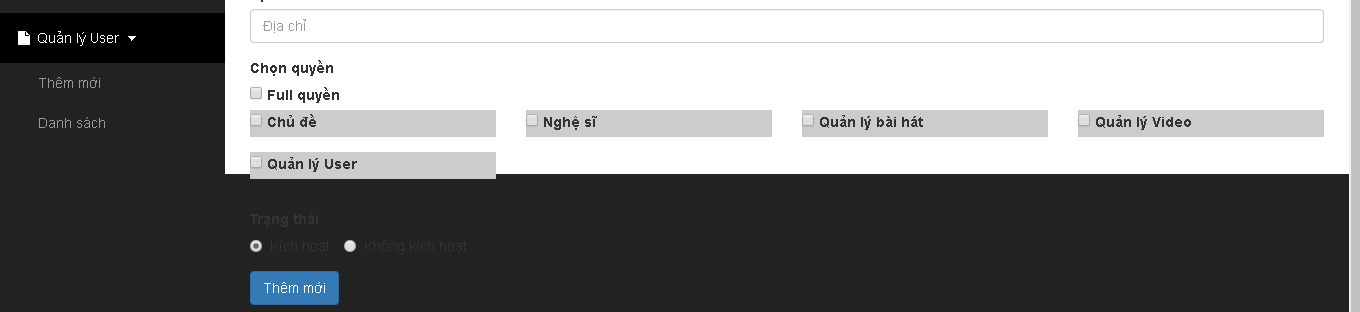 Địa chỉ
Quản lý User
Chọn quyền
Thêm mới
Full quyền
Danh sách
Chủ đề
Nghệ sĩ
Quản lý bài hát
Quản lý Video
Quản lý User
Trạng thái
Kích hoạt
Không kích hoạt
Thêm mới